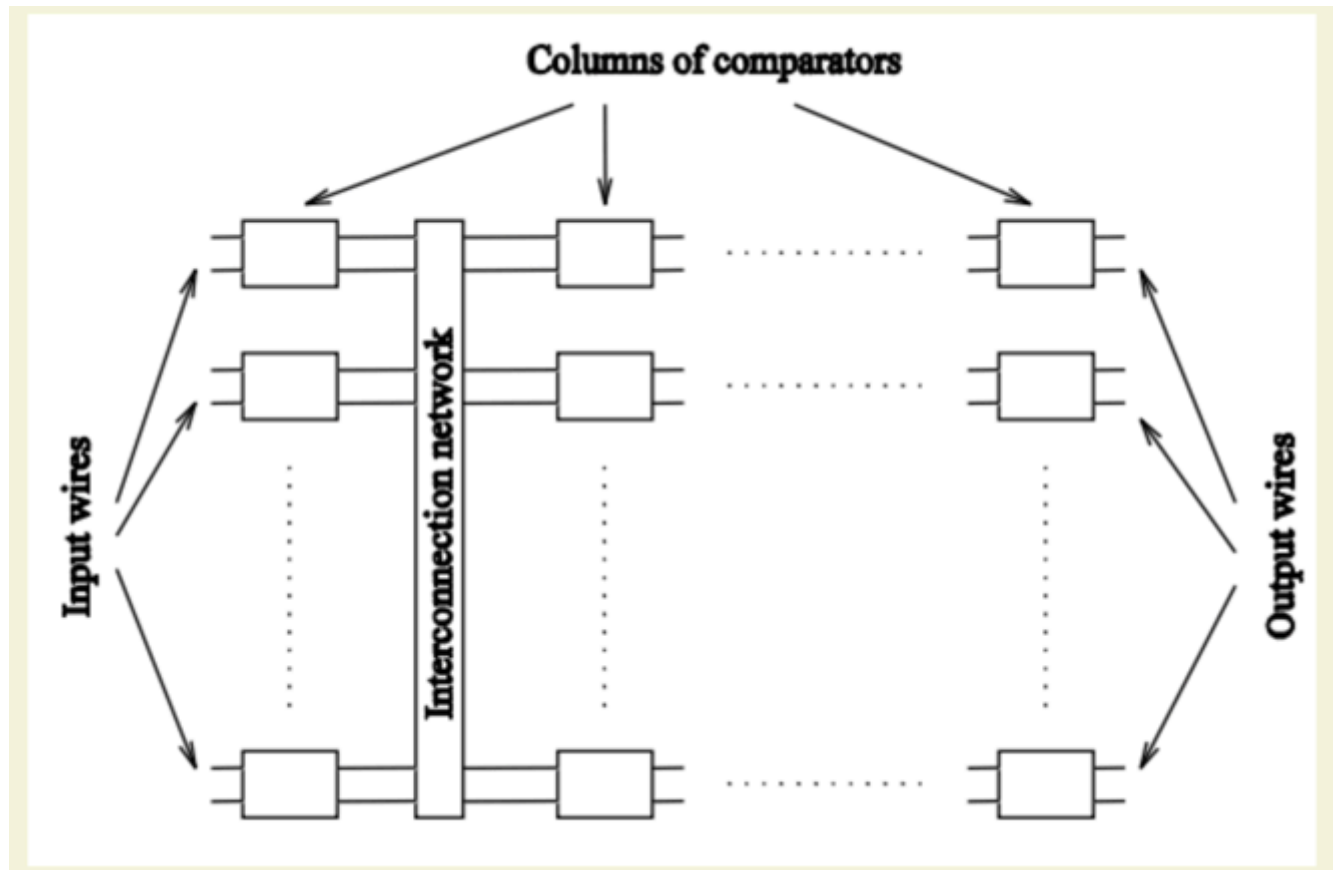 Columns of comparators
Input wires
Interconnection network
Output wires